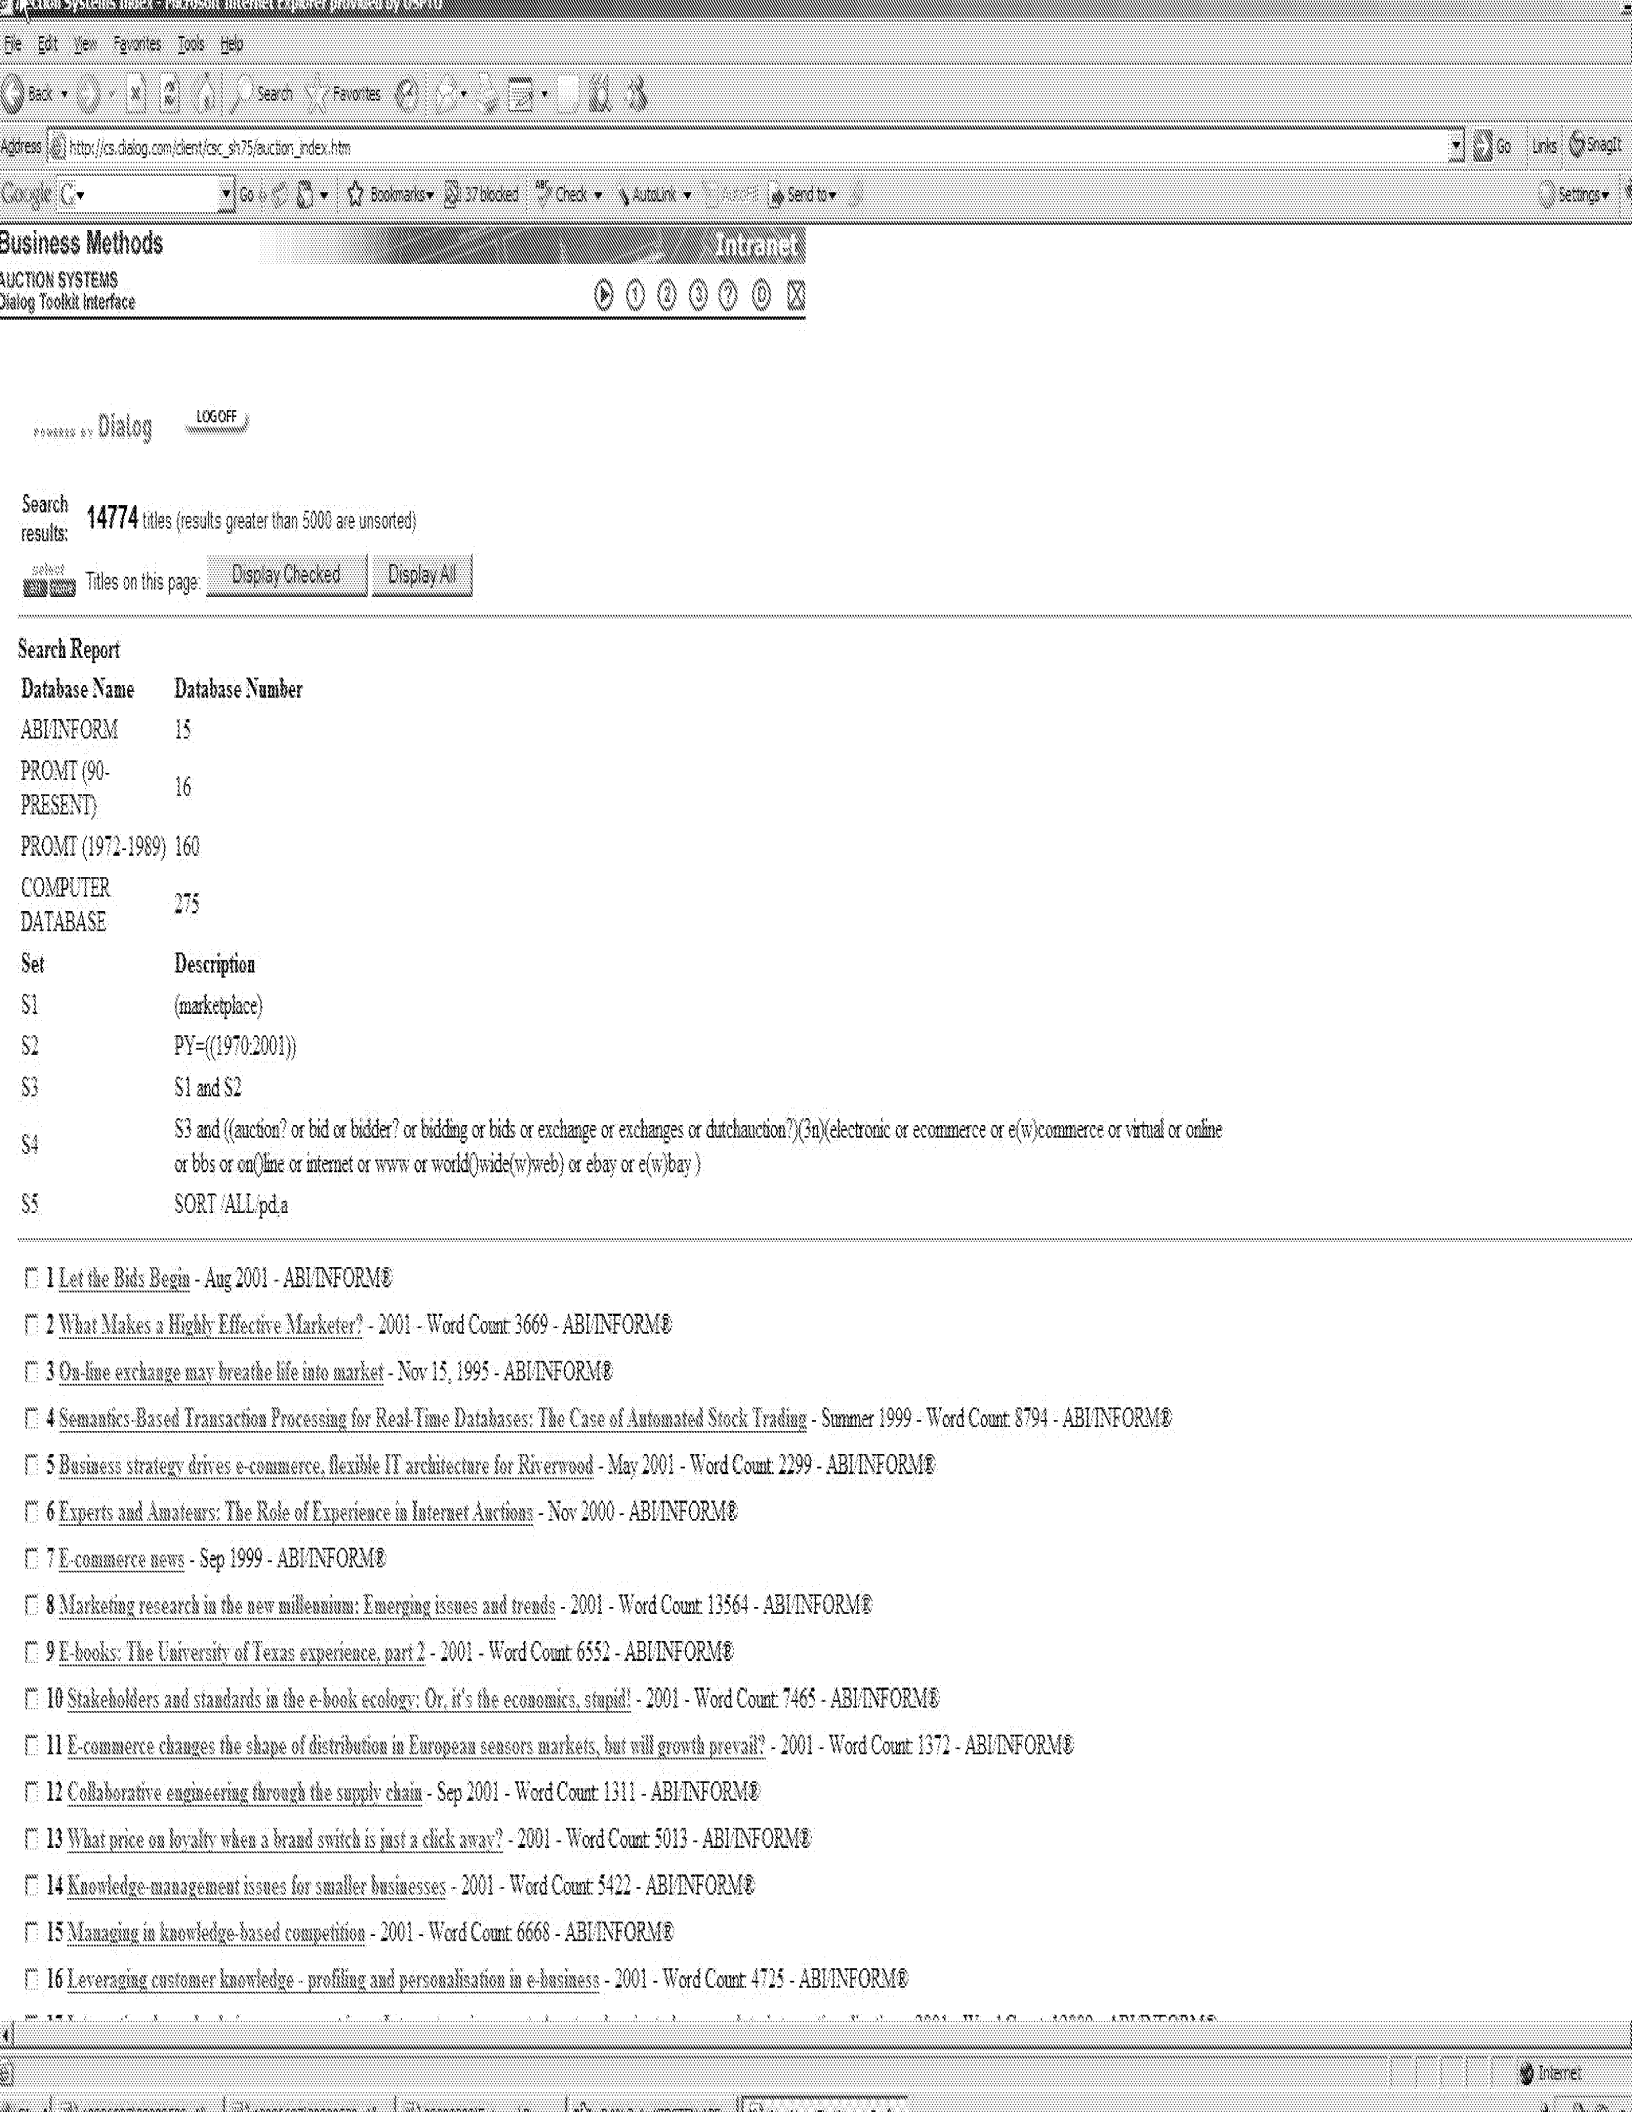 Auction Systems Index - Microsoft Internet Explorer provided by USPTO
File Edit View Favorites Tools Help
Back Search Favorites
Address http://cs.dialog.com/client/csc_sh75/auction_index.htm Go Links SnagIt
Google G Go Bookmarks 37 blocked ABC Check AutoLink AutoFill Send to Settings
Business Methods Intranet
AUCTION SYSTEMS
Dialog Toolkit Interface 1 2 3 ? D X
POWERED BY Dialog LOGOFF
Search results: 14774 titles (results greater than 5000 are unsorted)
select Titles on this page: Display Checked Display All
Search Report
Database Name Database Number
ABI/INFORM 15
PROMT (90-
PRESENT) 16
PROMT (1972-1989) 160
COMPUTER
DATABASE 275
Set Description
S1 (marketplace)
S2 PY=((1970:2001))
S3 S1 and S2
S4 S3 and ((auction? or bid or bidder? or bidding or bids or exchange or exchanges or dutchauction?)(3n)(electronic or ecommerce or e(w)commerce or virtual or online
or bbs or on()line or internet or www or world()wide(w)web) or ebay or e(w)bay )
S5 SORT /ALL/pd,a
1 Let the Bids Begin - Aug 2001 - ABI/INFORM®
2 What Makes a Highly Effective Marketer? - 2001 - Word Count: 3669 - ABI/INFORM®
3 On-line exchange may breathe life into market - Nov 15, 1995 - ABI/INFORM®
4 Semantics-Based Transaction Processing for Real-Time Databases: The Case of Automated Stock Trading - Summer 1999 - Word Count: 8794 - ABI/INFORM®
5 Business strategy drives e-commerce, flexible IT architecture for Riverwood - May 2001 - Word Count: 2299 - ABI/INFORM®
6 Experts and Amateurs: The Role of Experience in Internet Auctions - Nov 2000 - ABI/INFORM®
7 E-commerce news - Sep 1999 - ABI/INFORM®
8 Marketing research in the new millennium: Emerging issues and trends - 2001 - Word Count: 13564 - ABI/INFORM®
9 E-books: The University of Texas experience, part 2 - 2001 - Word Count: 6552 - ABI/INFORM®
10 Stakeholders and standards in the e-book ecology: Or, it's the economics, stupid! - 2001 - Word Count: 7465 - ABI/INFORM®
11 E-commerce changes the shape of distribution in European sensors markets, but will growth prevail? - 2001 - Word Count: 1372 - ABI/INFORM®
12 Collaborative engineering through the supply chain - Sep 2001 - Word Count: 1311 - ABI/INFORM®
13 What price on loyalty when a brand switch is just a click away? - 2001 - Word Count: 5013 - ABI/INFORM®
14 Knowledge-management issues for smaller businesses - 2001 - Word Count: 5422 - ABI/INFORM®
15 Managing in knowledge-based competition - 2001 - Word Count: 6668 - ABI/INFORM®
16 Leveraging customer knowledge - profiling and personalisation in e-business - 2001 - Word Count: 4725 - ABI/INFORM®
Internet